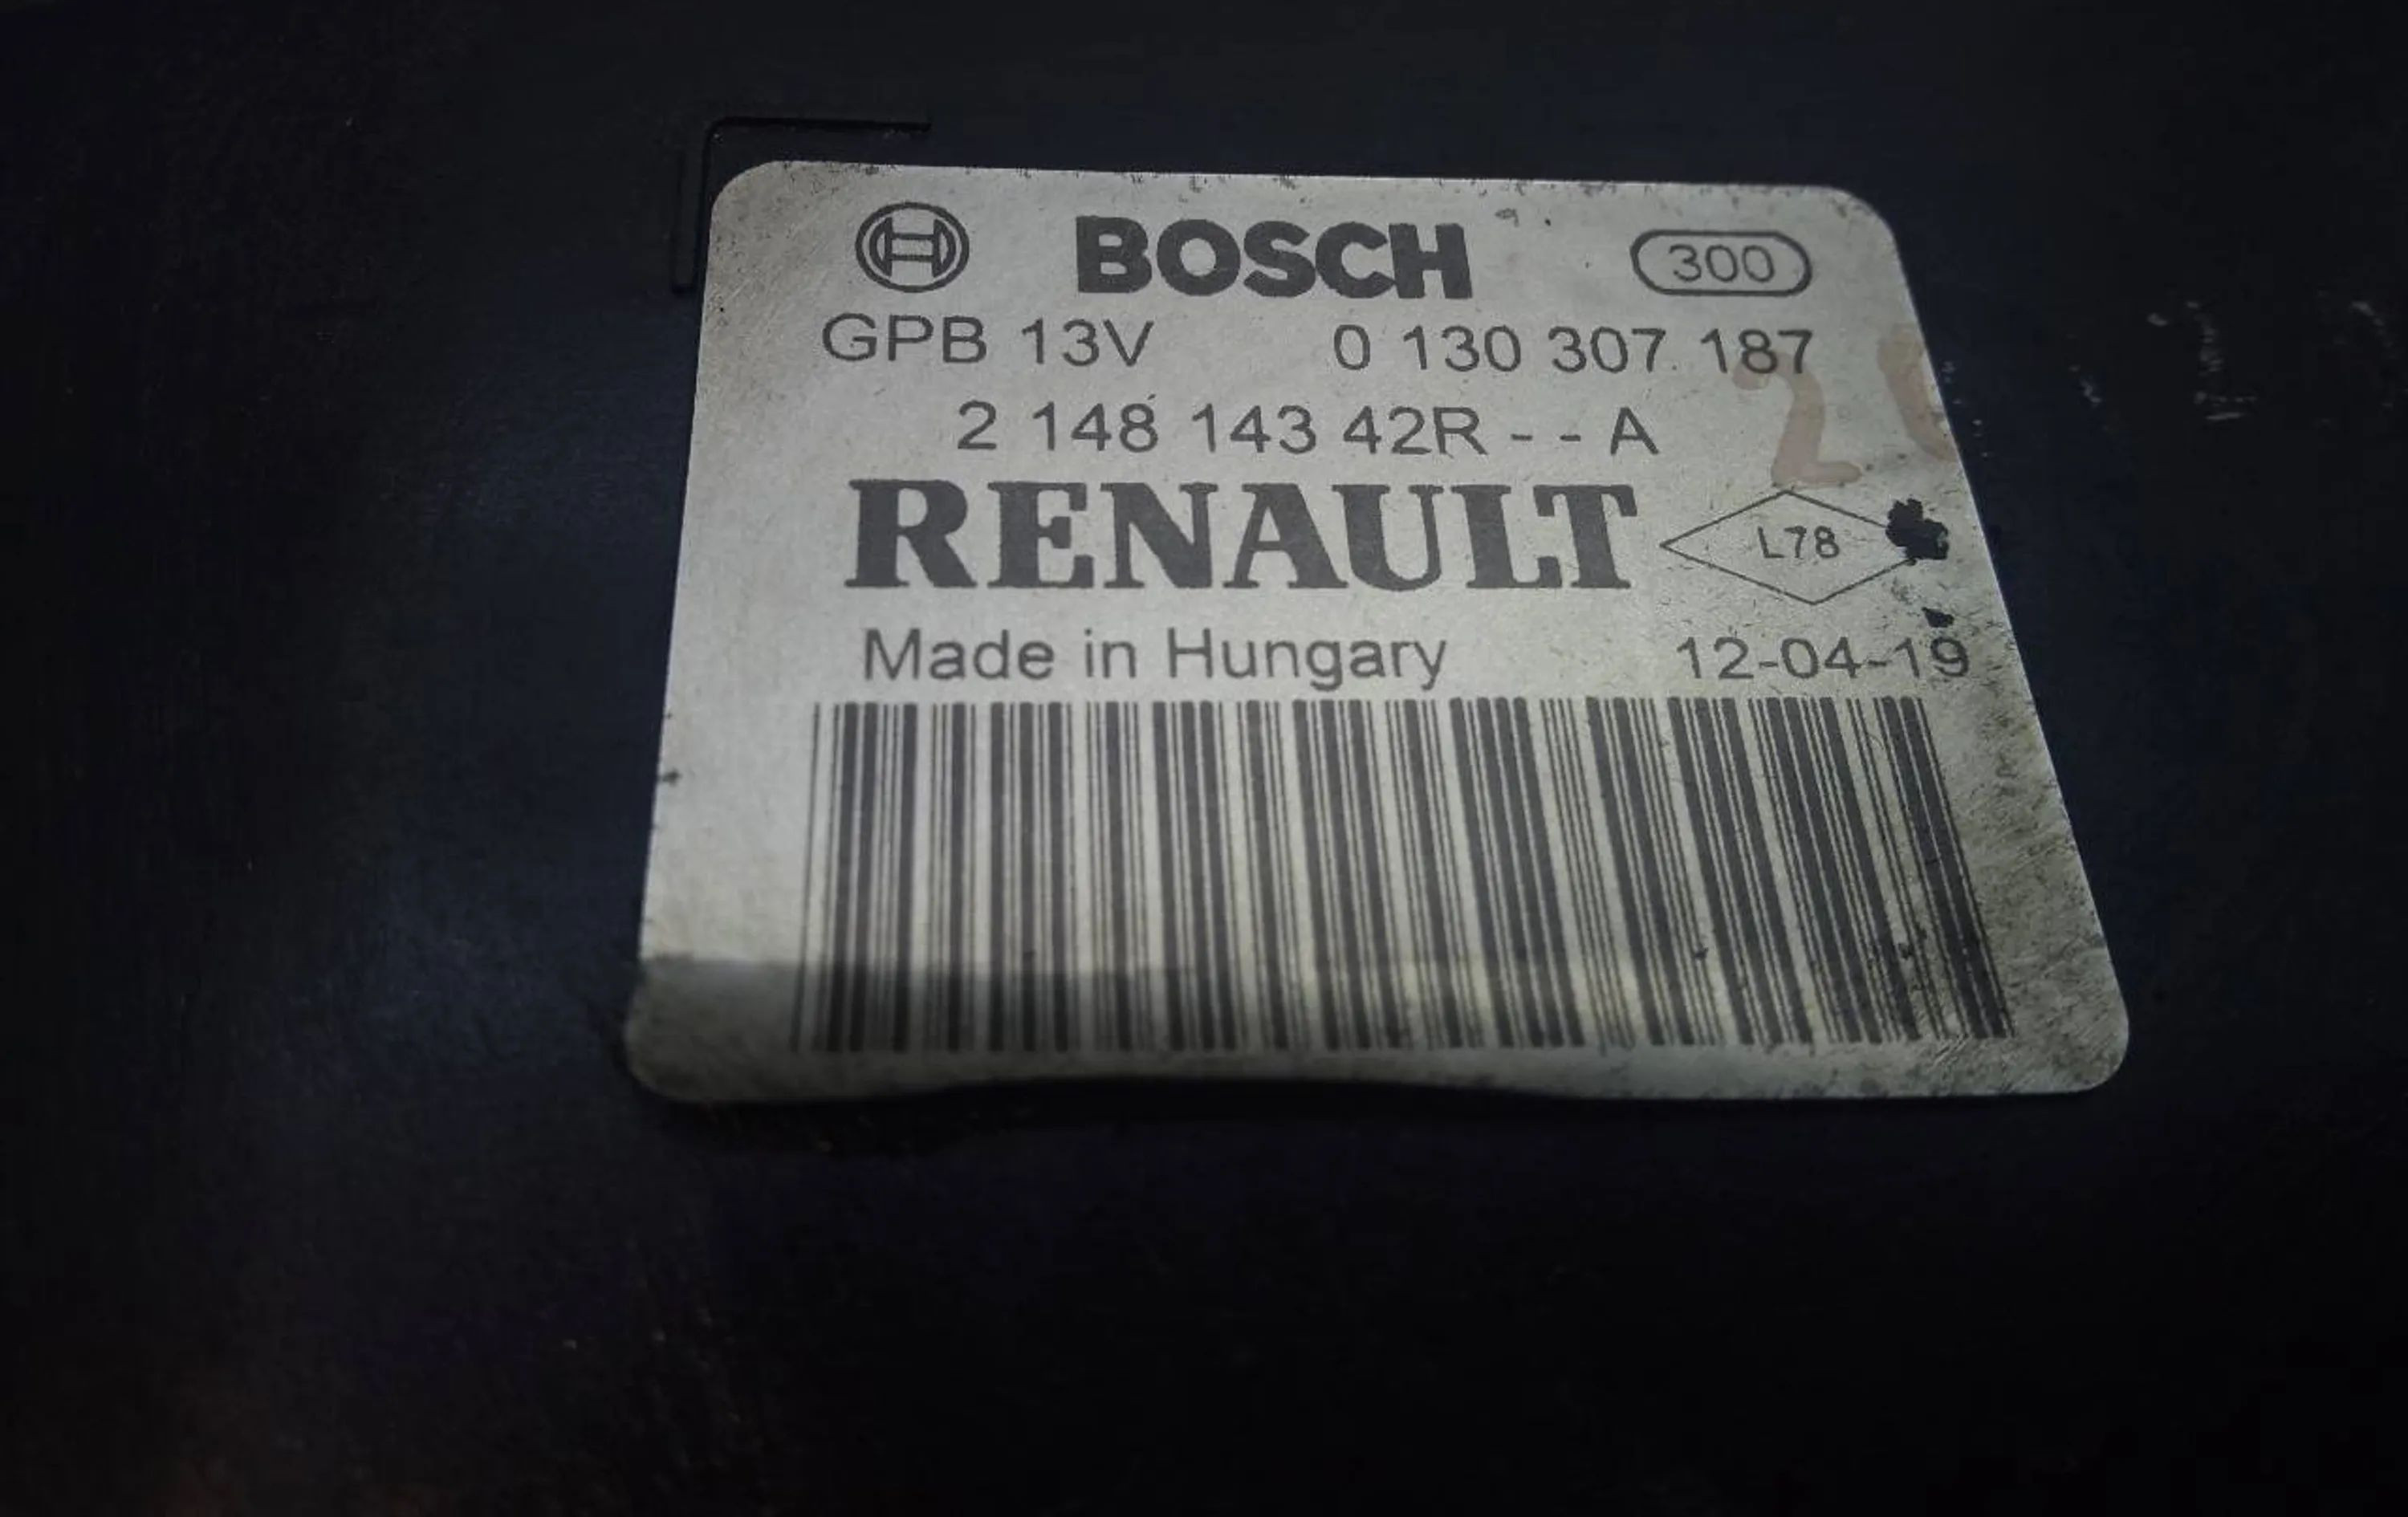 BOSCH 300
GPB 13V 0 130 307 187
2 148 143 42R - - A
RENAULT L78
Made in Hungary 12-04-19